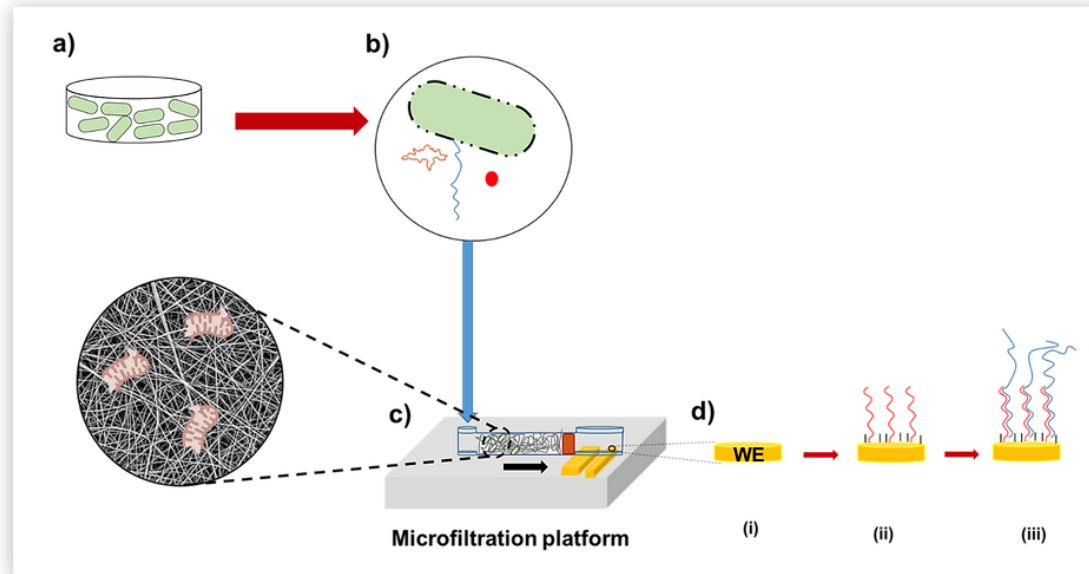 a)
b)
c)
d)
WE
(i)
(ii)
(iii)
Microfiltration platform